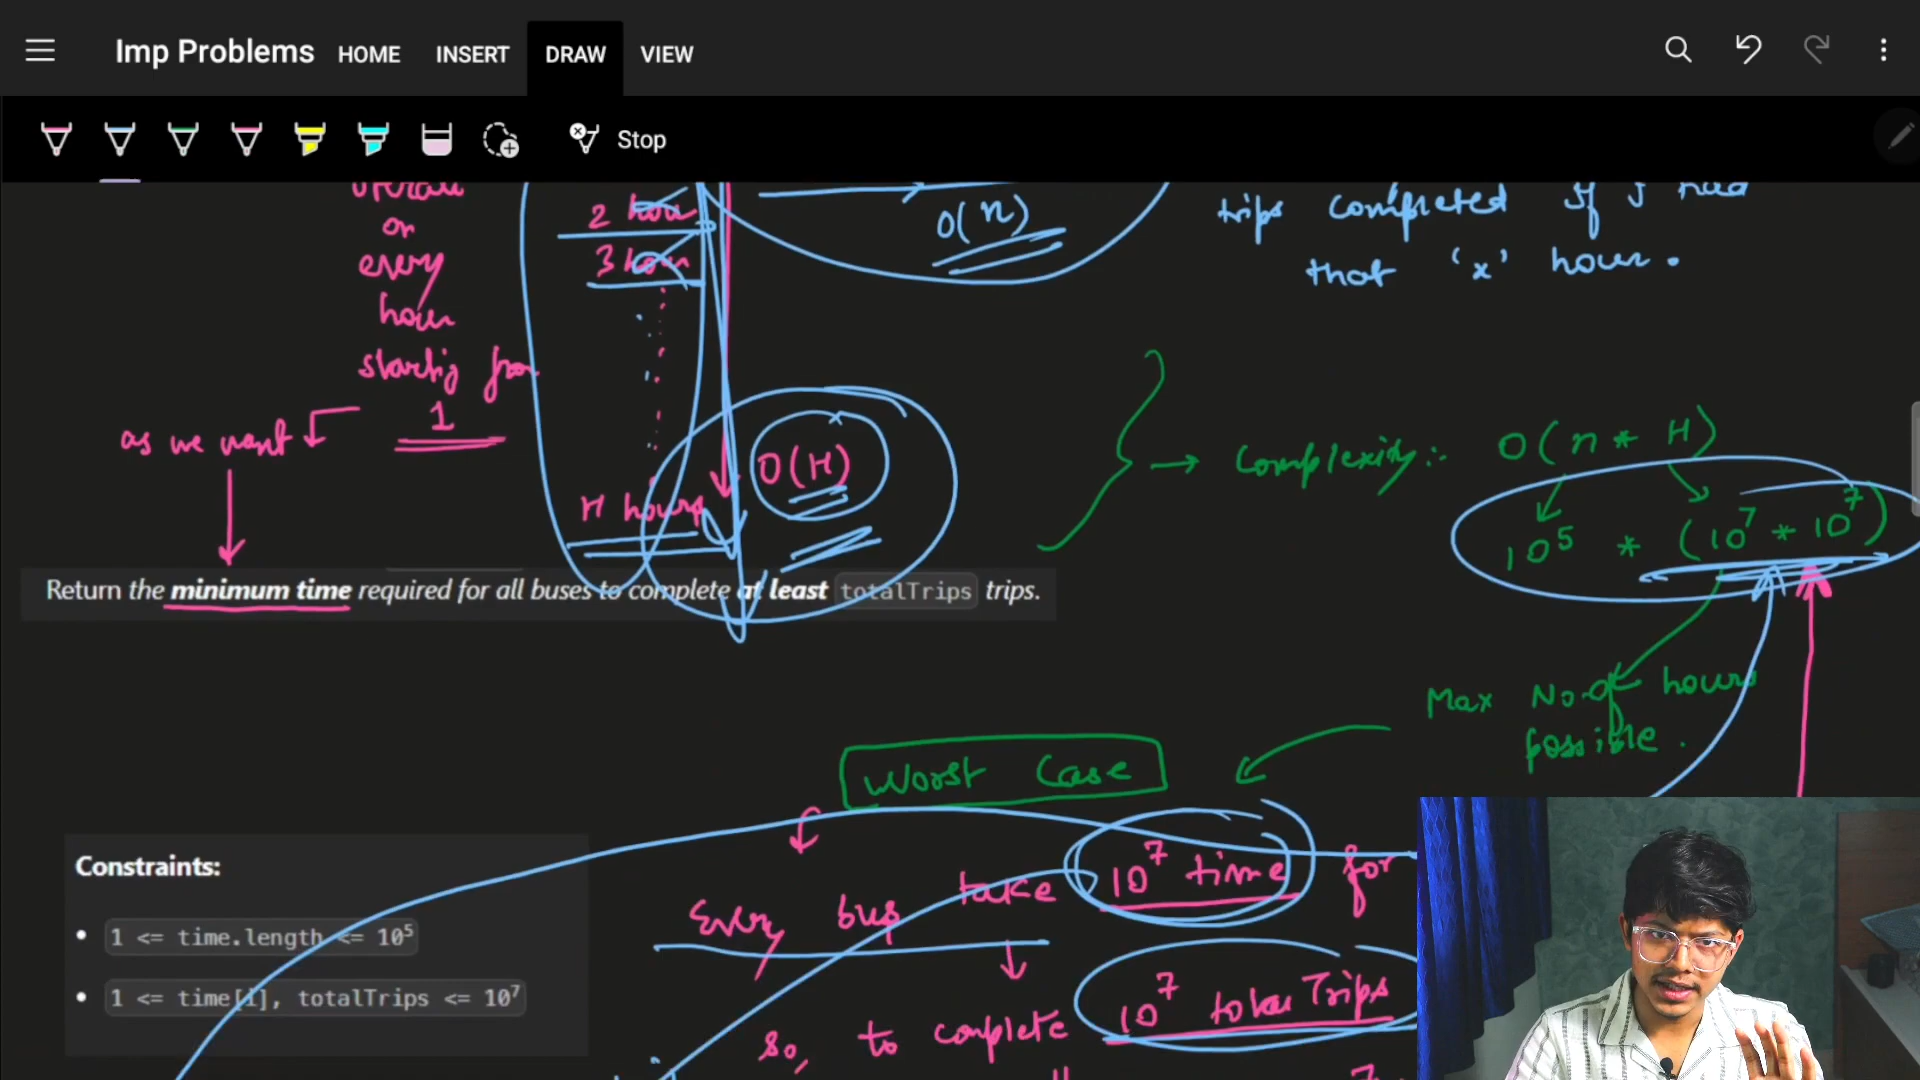 Imp Problems HOME INSERT DRAW VIEW
Stop
overall
or
every
hour
startig from
1
as we want
2 hour
3 hour
H hours
O(n)
O(H)
trips completed if I had
that 'x' hour.
Complexity:- O(n * H)
10^5 * (10^7 * 10^7)
Return the minimum time required for all buses to complete at least totalTrips trips.
Max No. of hours
possible.
Worst Case
Constraints:
1 <= time.length <= 10^5
1 <= time[i], totalTrips <= 10^7
Every bus take 10^7 time for
so, to complete 10^7 total Trips
7